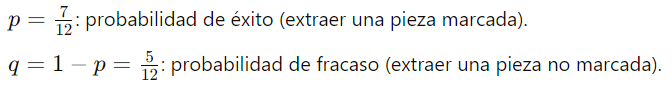 p = 7/12: probabilidad de éxito (extraer una pieza marcada).
q = 1 − p = 5/12: probabilidad de fracaso (extraer una pieza no marcada).